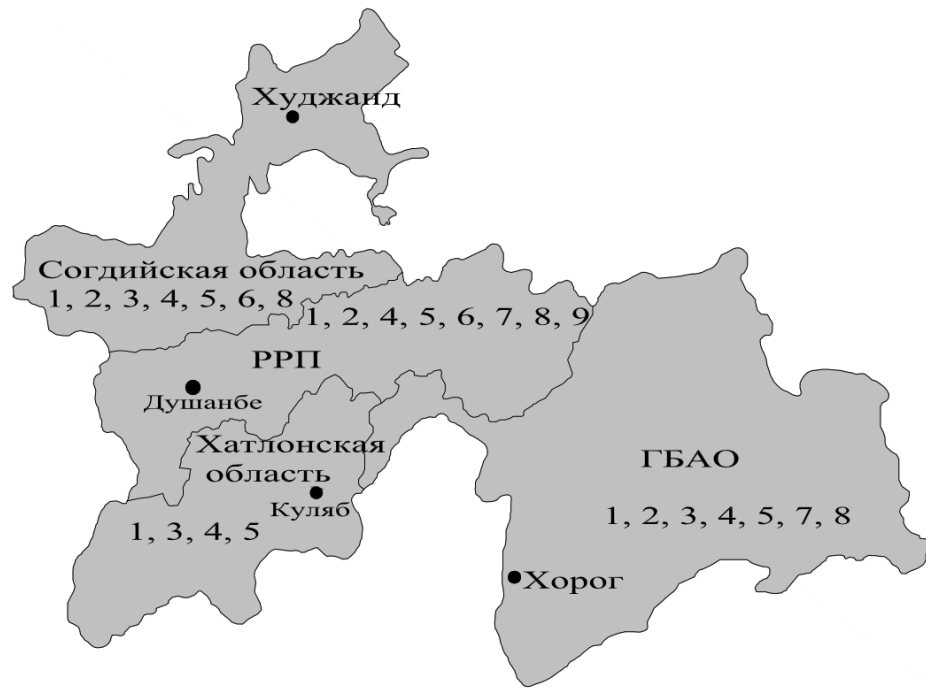 Худжанд
Согдийская область
1, 2, 3, 4, 5, 6, 8
1, 2, 4, 5, 6, 7, 8, 9
РРП
Душанбе
Хатлонская
область
Куляб
1, 3, 4, 5
ГБАО
1, 2, 3, 4, 5, 7, 8
Хорог